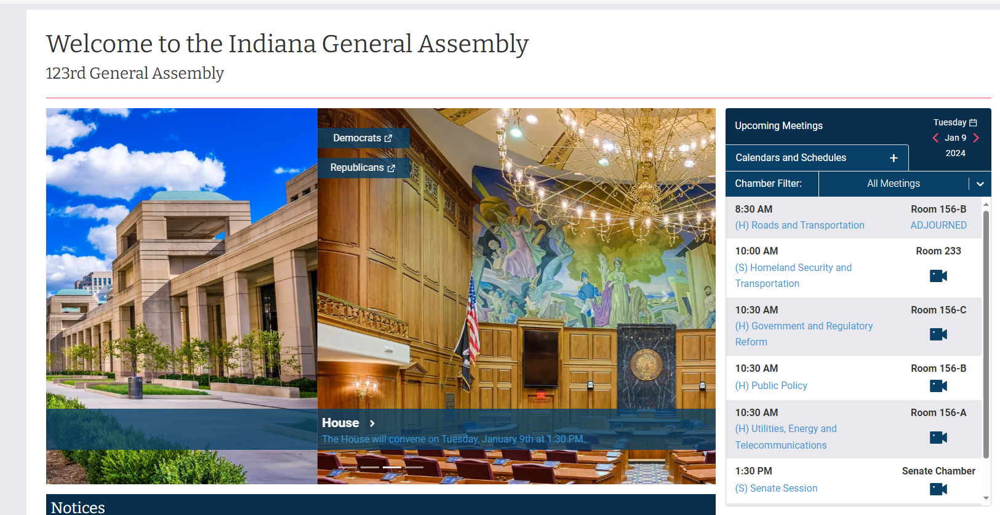 Welcome to the Indiana General Assembly
123rd General Assembly
Democrats
Republicans
House
The House will convene on Tuesday, January 9th at 1:30 PM.
Notices
Upcoming Meetings
Tuesday
Jan 9
2024
Calendars and Schedules +
Chamber Filter: All Meetings
8:30 AM Room 156-B
(H) Roads and Transportation ADJOURNED
10:00 AM Room 233
(S) Homeland Security and
Transportation
10:30 AM Room 156-C
(H) Government and Regulatory
Reform
10:30 AM Room 156-B
(H) Public Policy
10:30 AM Room 156-A
(H) Utilities, Energy and
Telecommunications
1:30 PM Senate Chamber
(S) Senate Session